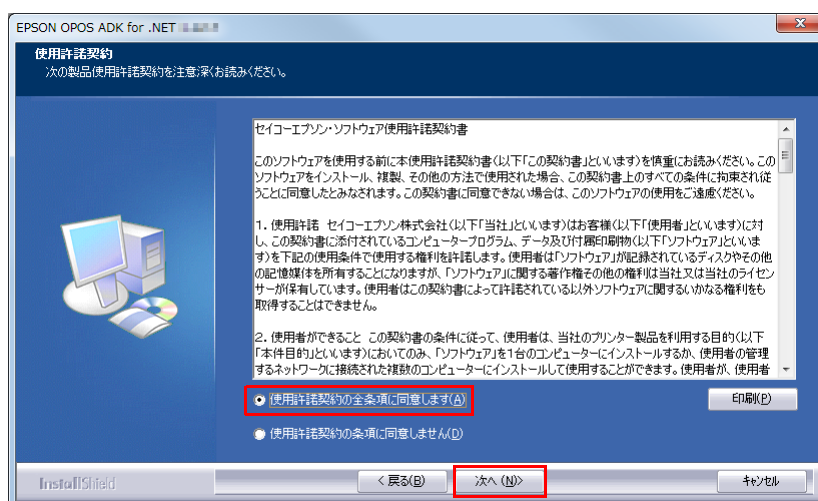 EPSON OPOS ADK for .NET
使用許諾契約
次の製品使用許諾契約を注意深くお読みください。
セイコーエプソン・ソフトウェア使用許諾契約書
このソフトウェアを使用する前に本使用許諾契約書(以下「この契約書」といいます)を慎重にお読みください。この
ソフトウェアをインストール、複製、その他の方法で使用された場合、この契約書上のすべての条件に拘束され従
うことに同意したとみなされます。この契約書に同意できない場合は、このソフトウェアの使用をご遠慮ください。
1. 使用許諾 セイコーエプソン株式会社(以下「当社」といいます)はお客様(以下「使用者」といいます)に対
し、この契約書に添付されているコンピュータープログラム、データ及び付属印刷物(以下「ソフトウェア」といいま
す)を下記の使用条件で使用する権利を許諾します。使用者は「ソフトウェア」が記録されているディスクやその他
の記憶媒体を所有することになりますが、「ソフトウェア」に関する著作権その他の権利は当社又は当社のライセン
サーが保有しています。使用者はこの契約書によって許諾されている以外ソフトウェアに関するいかなる権利をも
取得することはできません。
2. 使用者ができること この契約書の条件に従って、使用者は、当社のプリンター製品を利用する目的(以下
「本件目的」といいます)においてのみ、「ソフトウェア」を1台のコンピューターにインストールするか、使用者の管理
するネットワークに接続された複数のコンピューターにインストールして使用することができます。使用者が、使用者
使用許諾契約の全条項に同意します(A)
印刷(P)
使用許諾契約の条項に同意しません(D)
InstallShield
< 戻る(B)
次へ (N)>
キャンセル